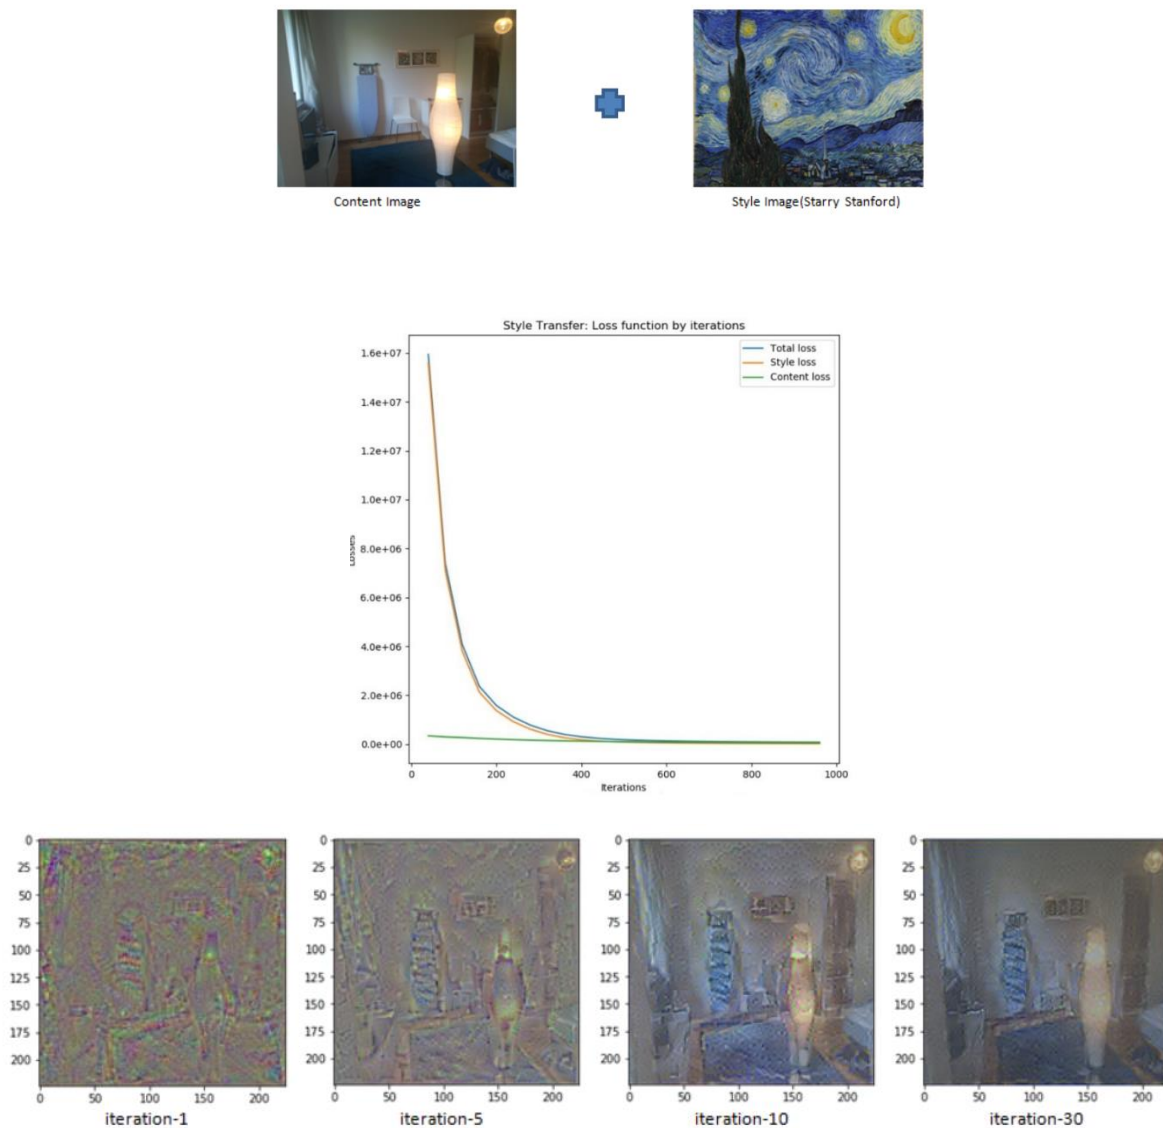 Content Image
Style Image(Starry Stanford)
Style Transfer: Loss function by iterations
Total loss
Style loss
Content loss
1.6e+07
1.4e+07
1.2e+07
1.0e+07
8.0e+06
6.0e+06
4.0e+06
2.0e+06
0.0e+00
Losses
0 200 400 600 800 1000
Iterations
0 0 0 0
25 25 25 25
50 50 50 50
75 75 75 75
100 100 100 100
125 125 125 125
150 150 150 150
175 175 175 175
200 200 200 200
0 50 100 150 200 0 50 100 150 200 0 50 100 150 200 0 50 100 150 200
iteration-1 iteration-5 iteration-10 iteration-30